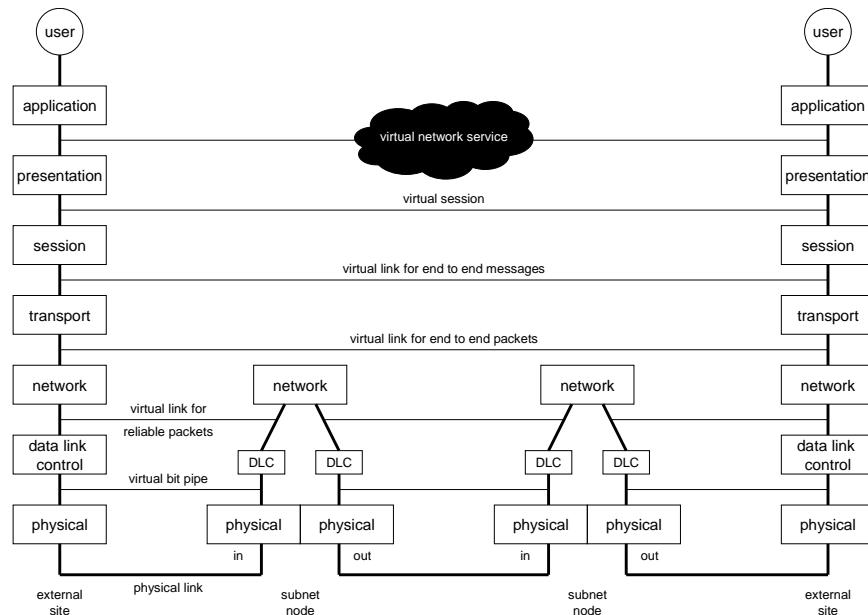 user
user
application
application
virtual network service
presentation
presentation
virtual session
session
session
virtual link for end to end messages
transport
transport
virtual link for end to end packets
network
network
network
network
virtual link for
reliable packets
data link
control
DLC
DLC
DLC
DLC
data link
control
virtual bit pipe
physical
physical
physical
physical
physical
physical
in
out
in
out
physical link
external
site
subnet
node
subnet
node
external
site